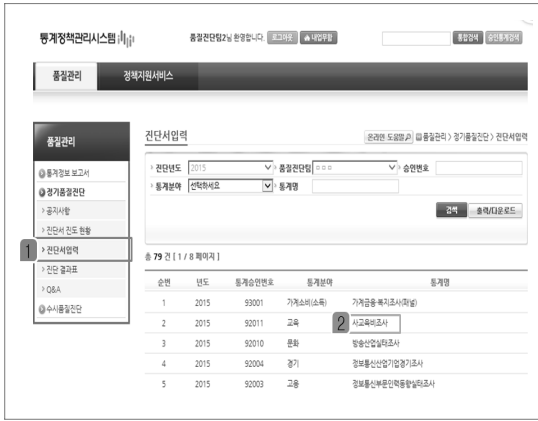 통계정책관리시스템
품질진단팀2님 환영합니다. 로그아웃 내업무함
통합검색 승인통계검색
품질관리 정책지원서비스
품질관리
통계정보 보고서
정기품질진단
> 공지사항
> 진단서 진도 현황
1 > 진단서입력
> 진단 결과표
> Q&A
수시품질진단
진단서입력
온라인 도움말 품질관리 > 정기품질진단 > 진단서입력
진단년도 2015 품질진단팀 승인번호
통계분야 선택하세요 통계명
검색 출력/다운로드
총 79 건 [ 1 / 8 페이지 ]
순번 년도 통계승인번호 통계분야 통계명
1 2015 93001 가계소비(소득) 가계금융·복지조사(패널)
2 2015 92011 교육 2 사교육비조사
3 2015 92010 문화 방송산업실태조사
4 2015 92004 경기 정보통신산업기업경기조사
5 2015 92003 고용 정보통신부문인력동향실태조사